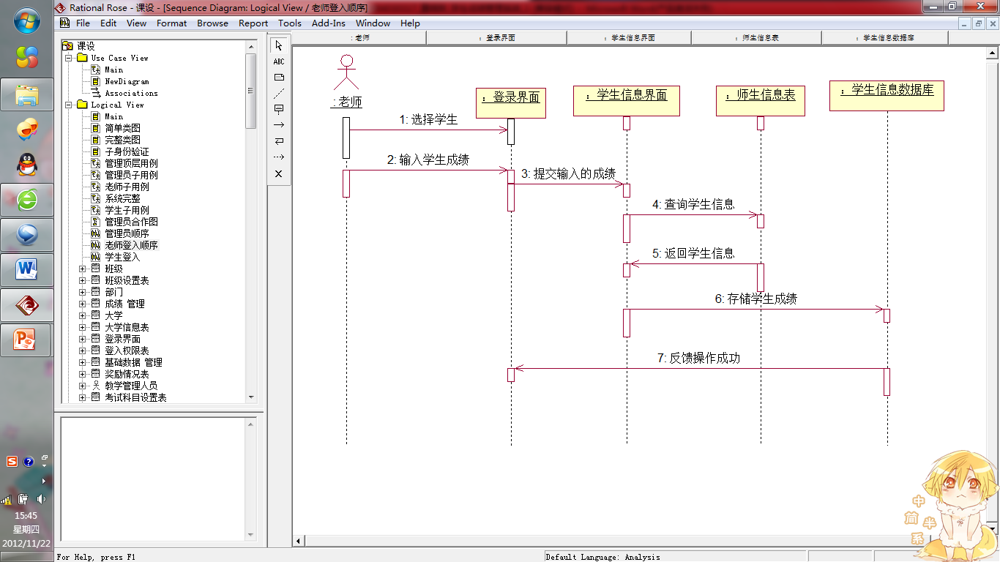 Rational Rose - 课设 - [Sequence Diagram: Logical View / 老师登入顺序]
File Edit View Format Browse Report Tools Add-Ins Window Help
课设
Use Case View
Main
NewDiagram
Associations
Logical View
Main
简单类图
完整类图
子身份验证
管理顶层用例
管理员子用例
老师子用例
系统完整
学生子用例
管理员合作图
管理员顺序
老师登入顺序
学生登入
班级
班级设置表
部门
成绩 管理
大学
大学信息表
登录界面
登入权限表
基础数据 管理
奖励情况表
教学管理人员
考试科目设置表
ABC
: 老师
: 登录界面
: 学生信息界面
: 师生信息表
: 学生信息数据库
: 老师
: 登录界面
: 学生信息界面
: 师生信息表
: 学生信息数据库
1: 选择学生
2: 输入学生成绩
3: 提交输入的成绩
4: 查询学生信息
5: 返回学生信息
6: 存储学生成绩
7: 反馈操作成功
中
简 半
系
15:45
星期四
2012/11/22
For Help, press F1
Default Language: Analysis